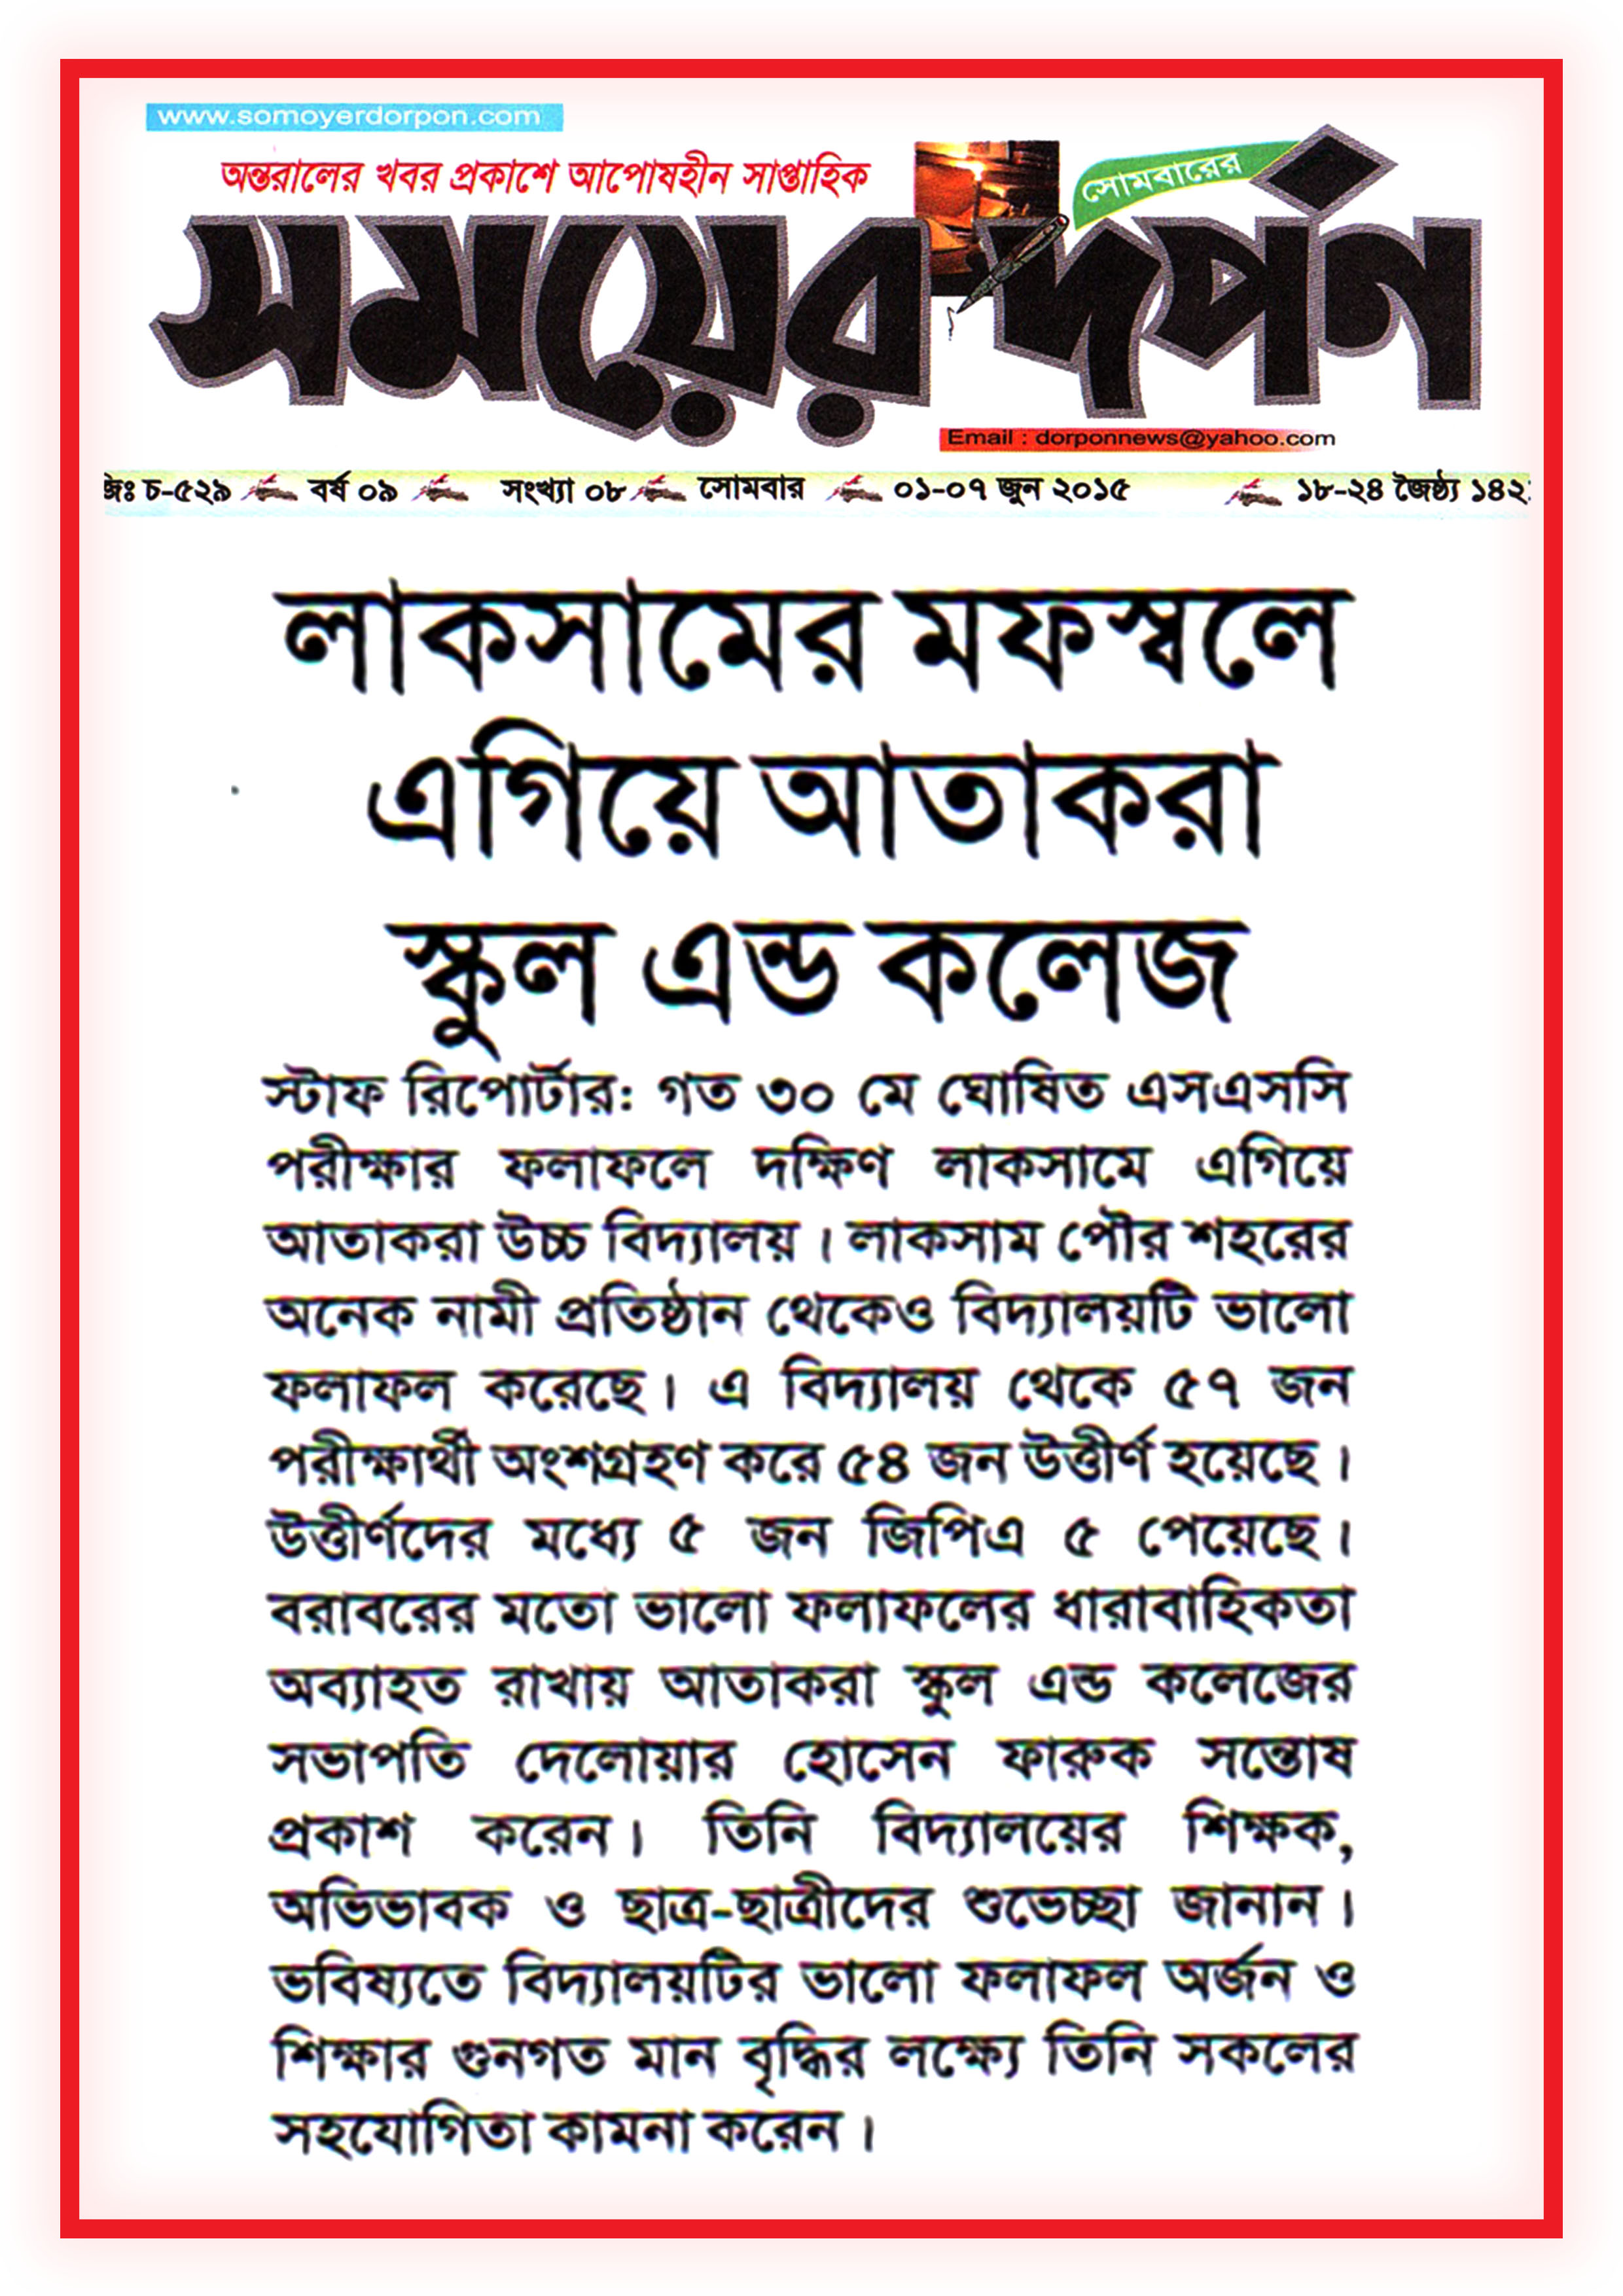 www.somoyerdorpon.com
অন্তরালের খবর প্রকাশে আপোষহীন সাপ্তাহিক
সোমবারের
সময়ের দর্পণ
Email : dorponnews@yahoo.com
জিঃ চ-৫২৯ বর্ষ ০৯ সংখ্যা ০৮ সোমবার ০১-০৭ জুন ২০১৫ ১৮-২৪ জৈষ্ঠ্য ১৪২
লাকসামের মফস্বলে
এগিয়ে আতাকরা
স্কুল এন্ড কলেজ
স্টাফ রিপোর্টার: গত ৩০ মে ঘোষিত এসএসসি
পরীক্ষার ফলাফলে দক্ষিণ লাকসামে এগিয়ে
আতাকরা উচ্চ বিদ্যালয়। লাকসাম পৌর শহরের
অনেক নামী প্রতিষ্ঠান থেকেও বিদ্যালয়টি ভালো
ফলাফল করেছে। এ বিদ্যালয় থেকে ৫৭ জন
পরীক্ষার্থী অংশগ্রহণ করে ৫৪ জন উত্তীর্ণ হয়েছে।
উত্তীর্ণদের মধ্যে ৫ জন জিপিএ ৫ পেয়েছে।
বরাবরের মতো ভালো ফলাফলের ধারাবাহিকতা
অব্যাহত রাখায় আতাকরা স্কুল এন্ড কলেজের
সভাপতি দেলোয়ার হোসেন ফারুক সন্তোষ
প্রকাশ করেন। তিনি বিদ্যালয়ের শিক্ষক,
অভিভাবক ও ছাত্র-ছাত্রীদের শুভেচ্ছা জানান।
ভবিষ্যতে বিদ্যালয়টির ভালো ফলাফল অর্জন ও
শিক্ষার গুনগত মান বৃদ্ধির লক্ষ্যে তিনি সকলের
সহযোগিতা কামনা করেন।